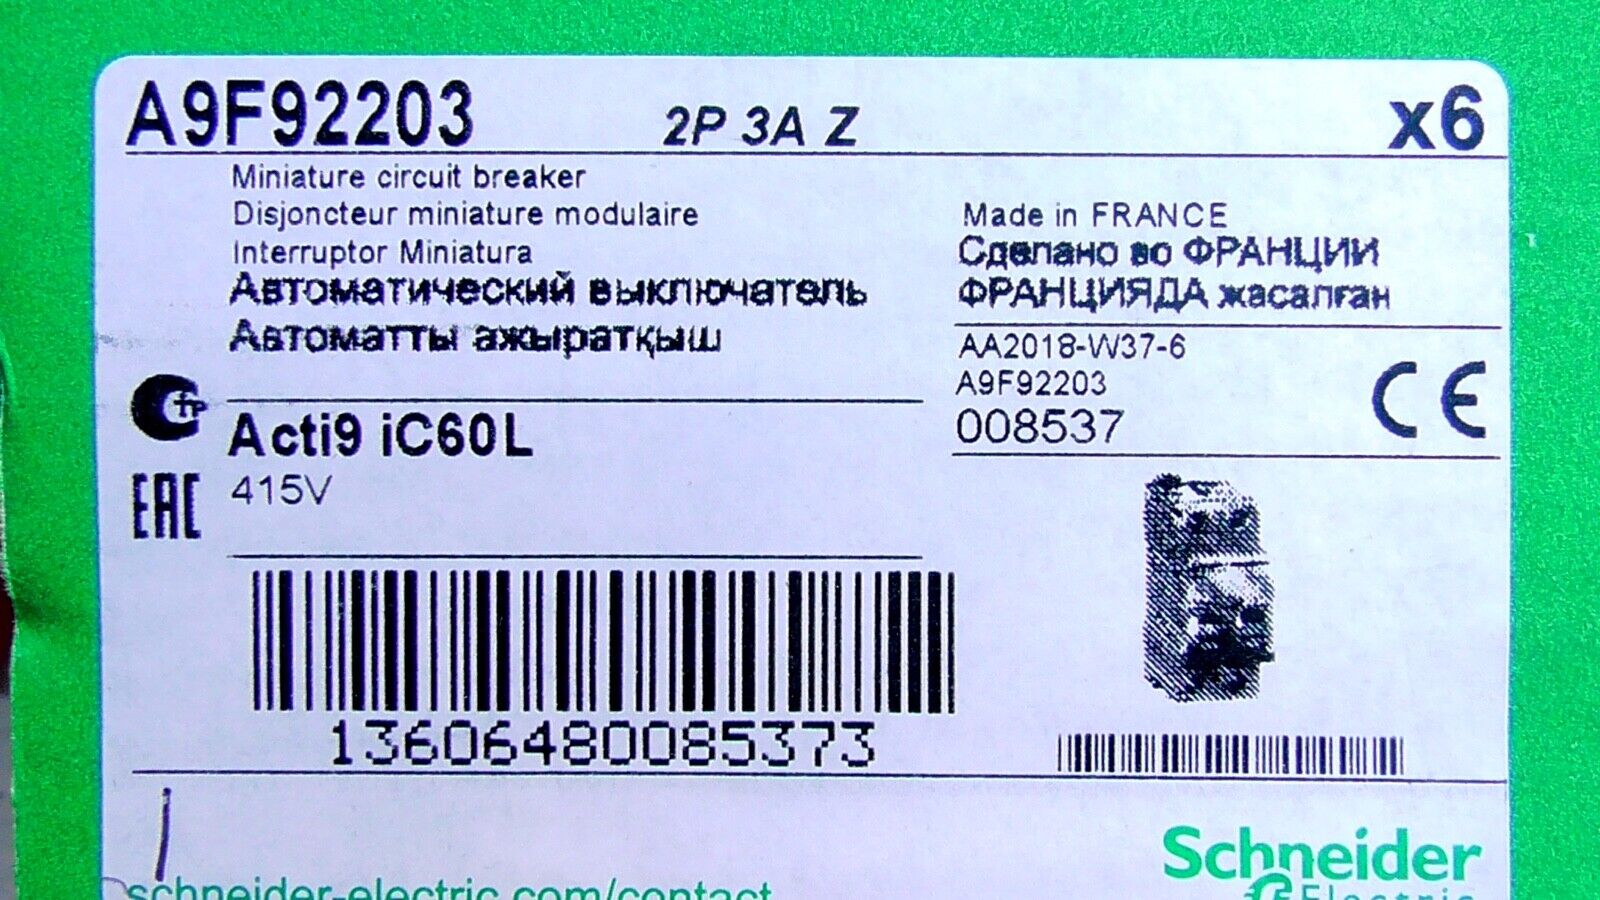 A9F92203 2P 3A Z x6
Miniature circuit breaker
Disjoncteur miniature modulaire
Interruptor Miniatura
Автоматический выключатель
Автоматты ажыратқыш
Made in FRANCE
Сделано во ФРАНЦИИ
ФРАНЦИЯДА жасалған
AA2018-W37-6
A9F92203
008537
CE
Acti9 iC60L
415V
EAC
13606480085373
schneider-electric.com/contact
Schneider
Electric